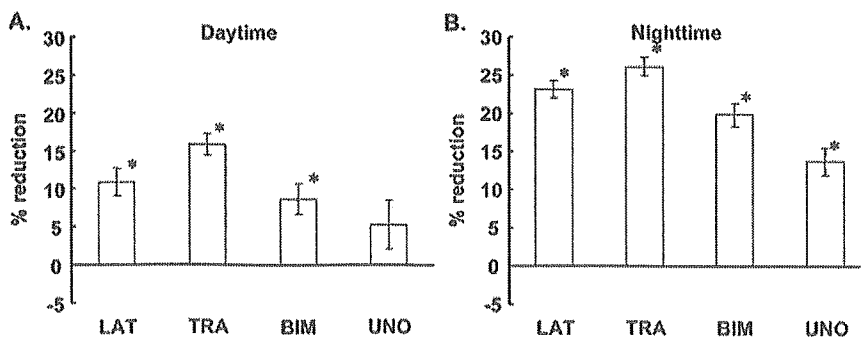 A.
Daytime
% reduction
30
25
20
15
10
5
0
-5
LAT TRA BIM UNO
*
*
*
B.
Nighttime
% reduction
30
25
20
15
10
5
0
-5
LAT TRA BIM UNO
*
*
*
*